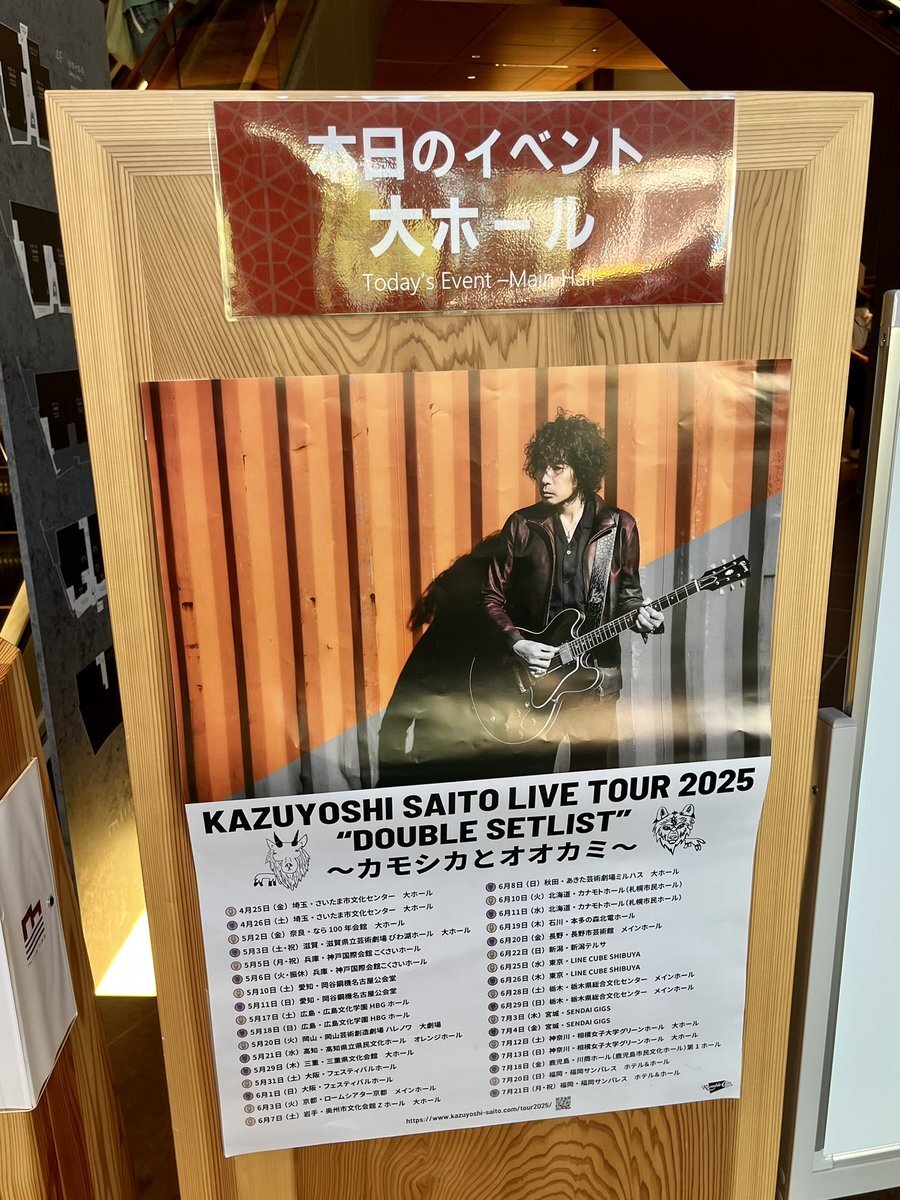 本日のイベント
大ホール
Today's Event –Main Hall
KAZUYOSHI SAITO LIVE TOUR 2025
“DOUBLE SETLIST”
〜カモシカとオオカミ〜
4月25日（金）埼玉・さいたま市文化センター 大ホール
4月26日（土）埼玉・さいたま市文化センター 大ホール
5月2日（金）奈良・なら100年会館 大ホール
5月3日（土・祝）滋賀・滋賀県立芸術劇場 びわ湖ホール 大ホール
5月5日（月・祝）兵庫・神戸国際会館こくさいホール
5月6日（火・振休）兵庫・神戸国際会館こくさいホール
5月10日（土）愛知・岡谷鋼機名古屋公会堂
5月11日（日）愛知・岡谷鋼機名古屋公会堂
5月17日（土）広島・広島文化学園HBGホール
5月18日（日）広島・広島文化学園HBGホール
5月20日（火）岡山・岡山芸術創造劇場 ハレノワ 大劇場
5月21日（水）高知・高知県立県民文化ホール オレンジホール
5月29日（木）三重・三重県文化会館 大ホール
5月31日（土）大阪・フェスティバルホール
6月1日（日）大阪・フェスティバルホール
6月3日（火）京都・ロームシアター京都 メインホール
6月7日（土）岩手・奥州市文化会館Zホール 大ホール
6月8日（日）秋田・あきた芸術劇場ミルハス 大ホール
6月10日（火）北海道・カナモトホール（札幌市民ホール）
6月11日（水）北海道・カナモトホール（札幌市民ホール）
6月19日（木）石川・本多の森北電ホール
6月20日（金）長野・長野市芸術館 メインホール
6月22日（日）新潟・新潟テルサ
6月25日（水）東京・LINE CUBE SHIBUYA
6月26日（木）東京・LINE CUBE SHIBUYA
6月28日（土）栃木・栃木県総合文化センター メインホール
6月29日（日）栃木・栃木県総合文化センター メインホール
7月3日（木）宮城・SENDAI GIGS
7月4日（金）宮城・SENDAI GIGS
7月12日（土）神奈川・相模女子大学グリーンホール 大ホール
7月13日（日）神奈川・相模女子大学グリーンホール 大ホール
7月18日（金）鹿児島・川商ホール（鹿児島市民文化ホール）第1ホール
7月20日（日）福岡・福岡サンパレス ホテル&ホール
7月21日（月・祝）福岡・福岡サンパレス ホテル&ホール
https://www.kazuyoshi-saito.com/tour2025/